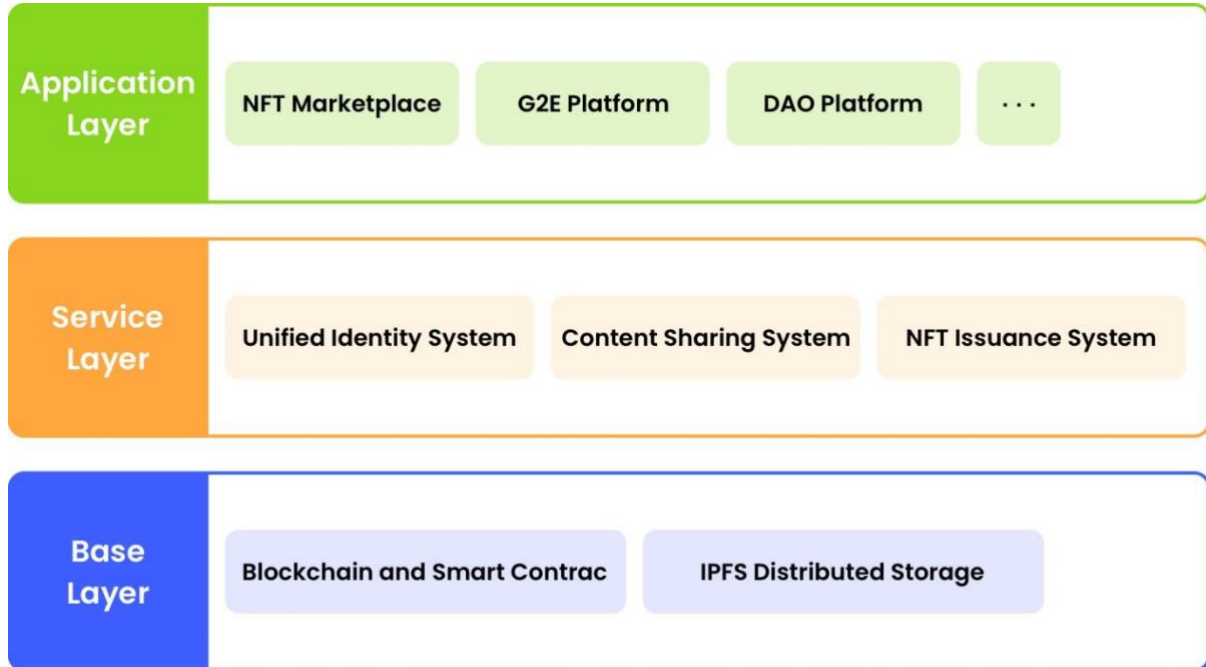 Application
Layer
NFT Marketplace
G2E Platform
DAO Platform
...
Service
Layer
Unified Identity System
Content Sharing System
NFT Issuance System
Base
Layer
Blockchain and Smart Contrac
IPFS Distributed Storage